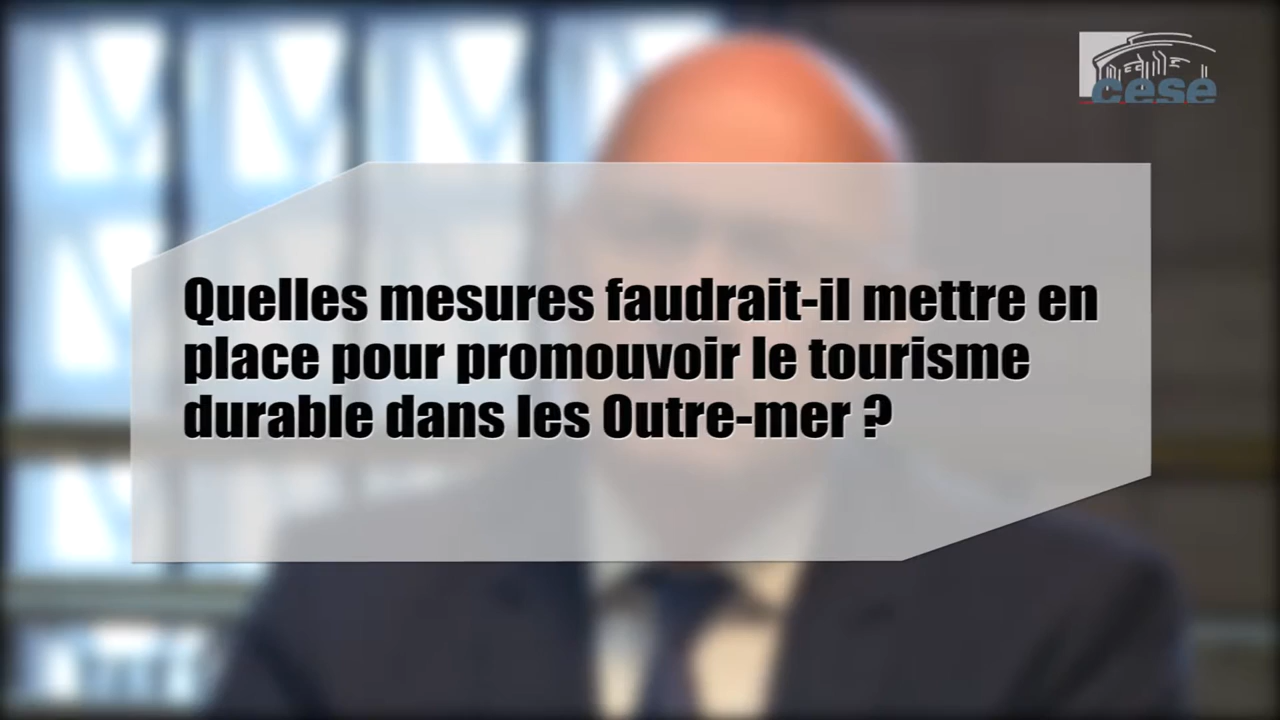 cese
Quelles mesures faudrait-il mettre en
place pour promouvoir le tourisme
durable dans les Outre-mer ?